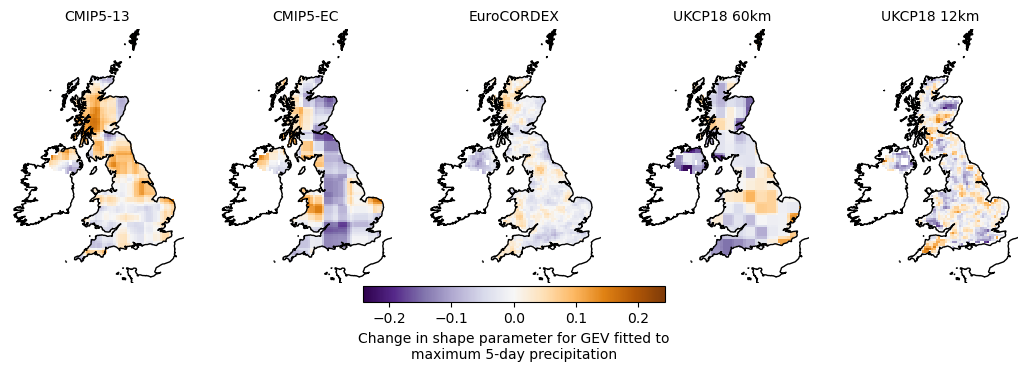 CMIP5-13
CMIP5-EC
EuroCORDEX
UKCP18 60km
UKCP18 12km
−0.2
−0.1
0.0
0.1
0.2
Change in shape parameter for GEV fitted to
maximum 5-day precipitation